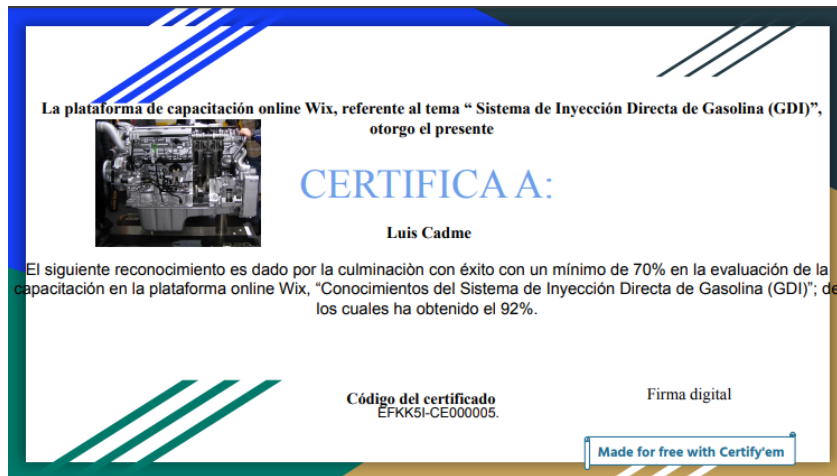 La plataforma de capacitación online Wix, referente al tema “ Sistema de Inyección Directa de Gasolina (GDI)”,
otorgo el presente
CERTIFICA A:
Luis Cadme
El siguiente reconocimiento es dado por la culminaciòn con éxito con un mínimo de 70% en la evaluación de la
capacitación en la plataforma online Wix, “Conocimientos del Sistema de Inyección Directa de Gasolina (GDI)”; de
los cuales ha obtenido el 92%.
Código del certificado
EFKK5I-CE000005.
Firma digital
Made for free with Certify'em